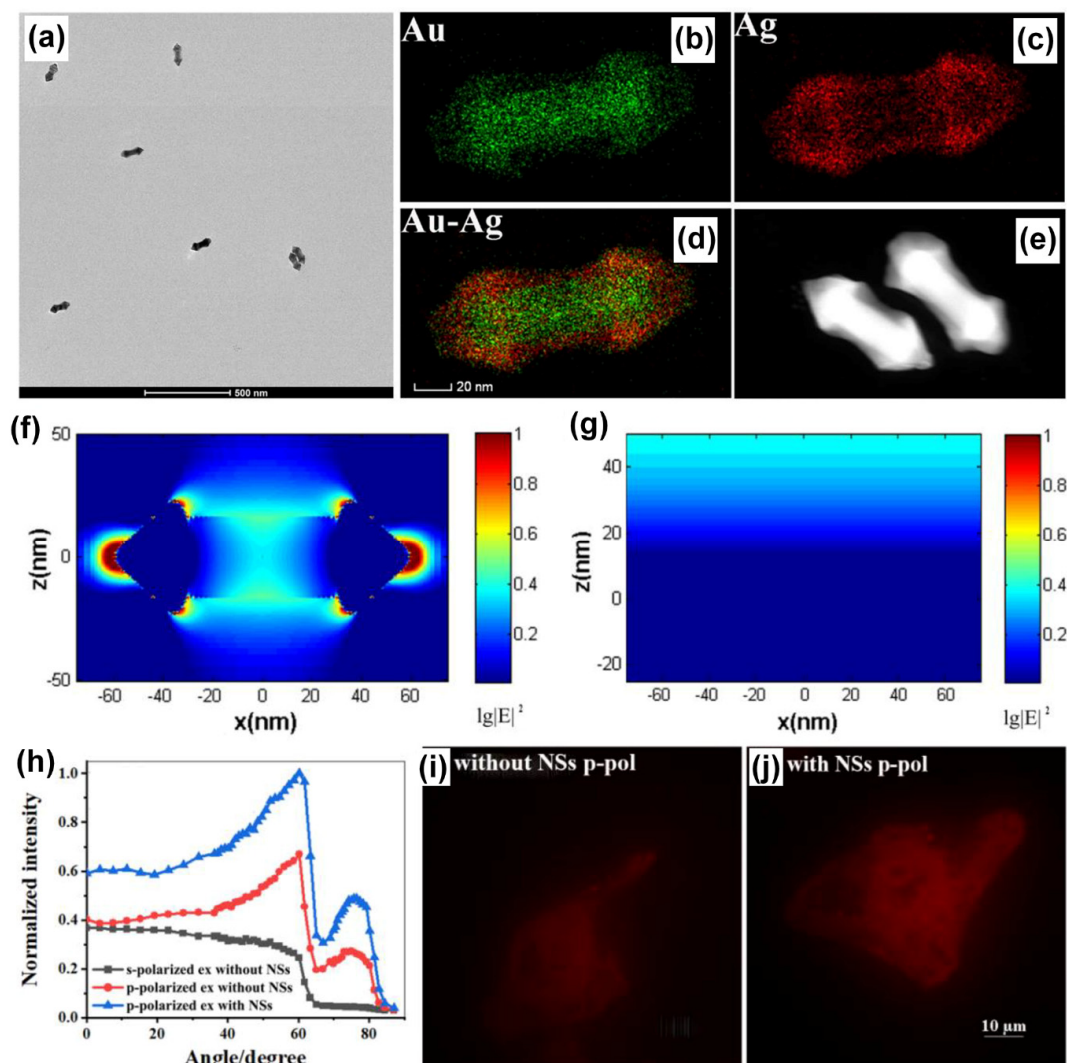 (a)
500 nm
Au
(b)
Ag
(c)
Au-Ag
(d)
20 nm
(e)
(f)
50
0
-50
z(nm)
-60
-40
-20
0
20
40
60
x(nm)
1
0.8
0.6
0.4
0.2
lg|E|²
(g)
40
20
0
-20
z(nm)
-60
-40
-20
0
20
40
60
x(nm)
1
0.8
0.6
0.4
0.2
lg|E|²
(h)
Normalized intensity
1.0
0.8
0.6
0.4
0.2
0.0
s-polarized ex without NSs
p-polarized ex without NSs
p-polarized ex with NSs
0
20
40
60
80
Angle/degree
(i) without NSs p-pol
(j) with NSs p-pol
10 µm